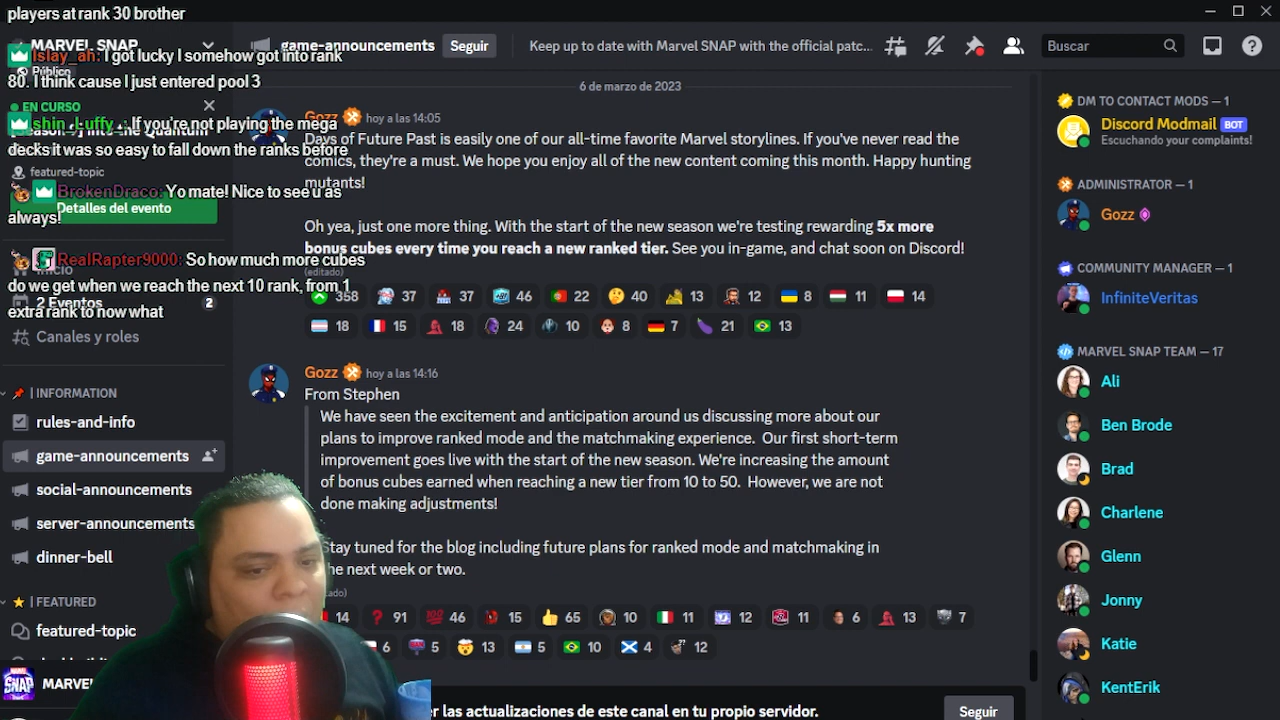 players at rank 30 brother
MARVEL SNAP
Islay_ah: I got lucky I somehow got into rank
80. I think cause I just entered pool 3
Público
EN CURSO
shin_Luffy_: If you're not playing the mega
decks it was so easy to fall down the ranks before
featured-topic
BrokenDraco: Yo mate! Nice to see u as
always!
Detalles del evento
RealRapter9000: So how much more cubes
do we get when we reach the next 10 rank, from 1
extra rank to now what
Inicio
2 Eventos
2
Canales y roles
INFORMATION
rules-and-info
game-announcements
social-announcements
server-announcements
dinner-bell
FEATURED
featured-topic
MARVEL
SNAP
MARVEL
game-announcements
Seguir
Keep up to date with Marvel SNAP with the official patc...
Buscar
6 de marzo de 2023
Gozz hoy a las 14:05
Days of Future Past is easily one of our all-time favorite Marvel storylines. If you've never read the
comics, they're a must. We hope you enjoy all of the new content coming this month. Happy hunting
mutants!
Oh yea, just one more thing. With the start of the new season we're testing rewarding 5x more
bonus cubes every time you reach a new ranked tier. See you in-game, and chat soon on Discord!
(editado)
358 37 37 46 22 40 13 12 8 11 14
18 15 18 24 10 8 7 21 13
Gozz hoy a las 14:16
From Stephen
We have seen the excitement and anticipation around us discussing more about our
plans to improve ranked mode and the matchmaking experience. Our first short-term
improvement goes live with the start of the new season. We're increasing the amount
of bonus cubes earned when reaching a new tier from 10 to 50. However, we are not
done making adjustments!
Stay tuned for the blog including future plans for ranked mode and matchmaking in
the next week or two.
14 91 46 15 65 10 11 12 11 6 13 7
6 5 13 5 10 4 12
er las actualizaciones de este canal en tu propio servidor.
Seguir
DM TO CONTACT MODS — 1
Discord Modmail BOT
Escuchando your complaints!
ADMINISTRATOR — 1
Gozz
COMMUNITY MANAGER — 1
InfiniteVeritas
MARVEL SNAP TEAM — 17
Ali
Ben Brode
Brad
Charlene
Glenn
Jonny
Katie
KentErik